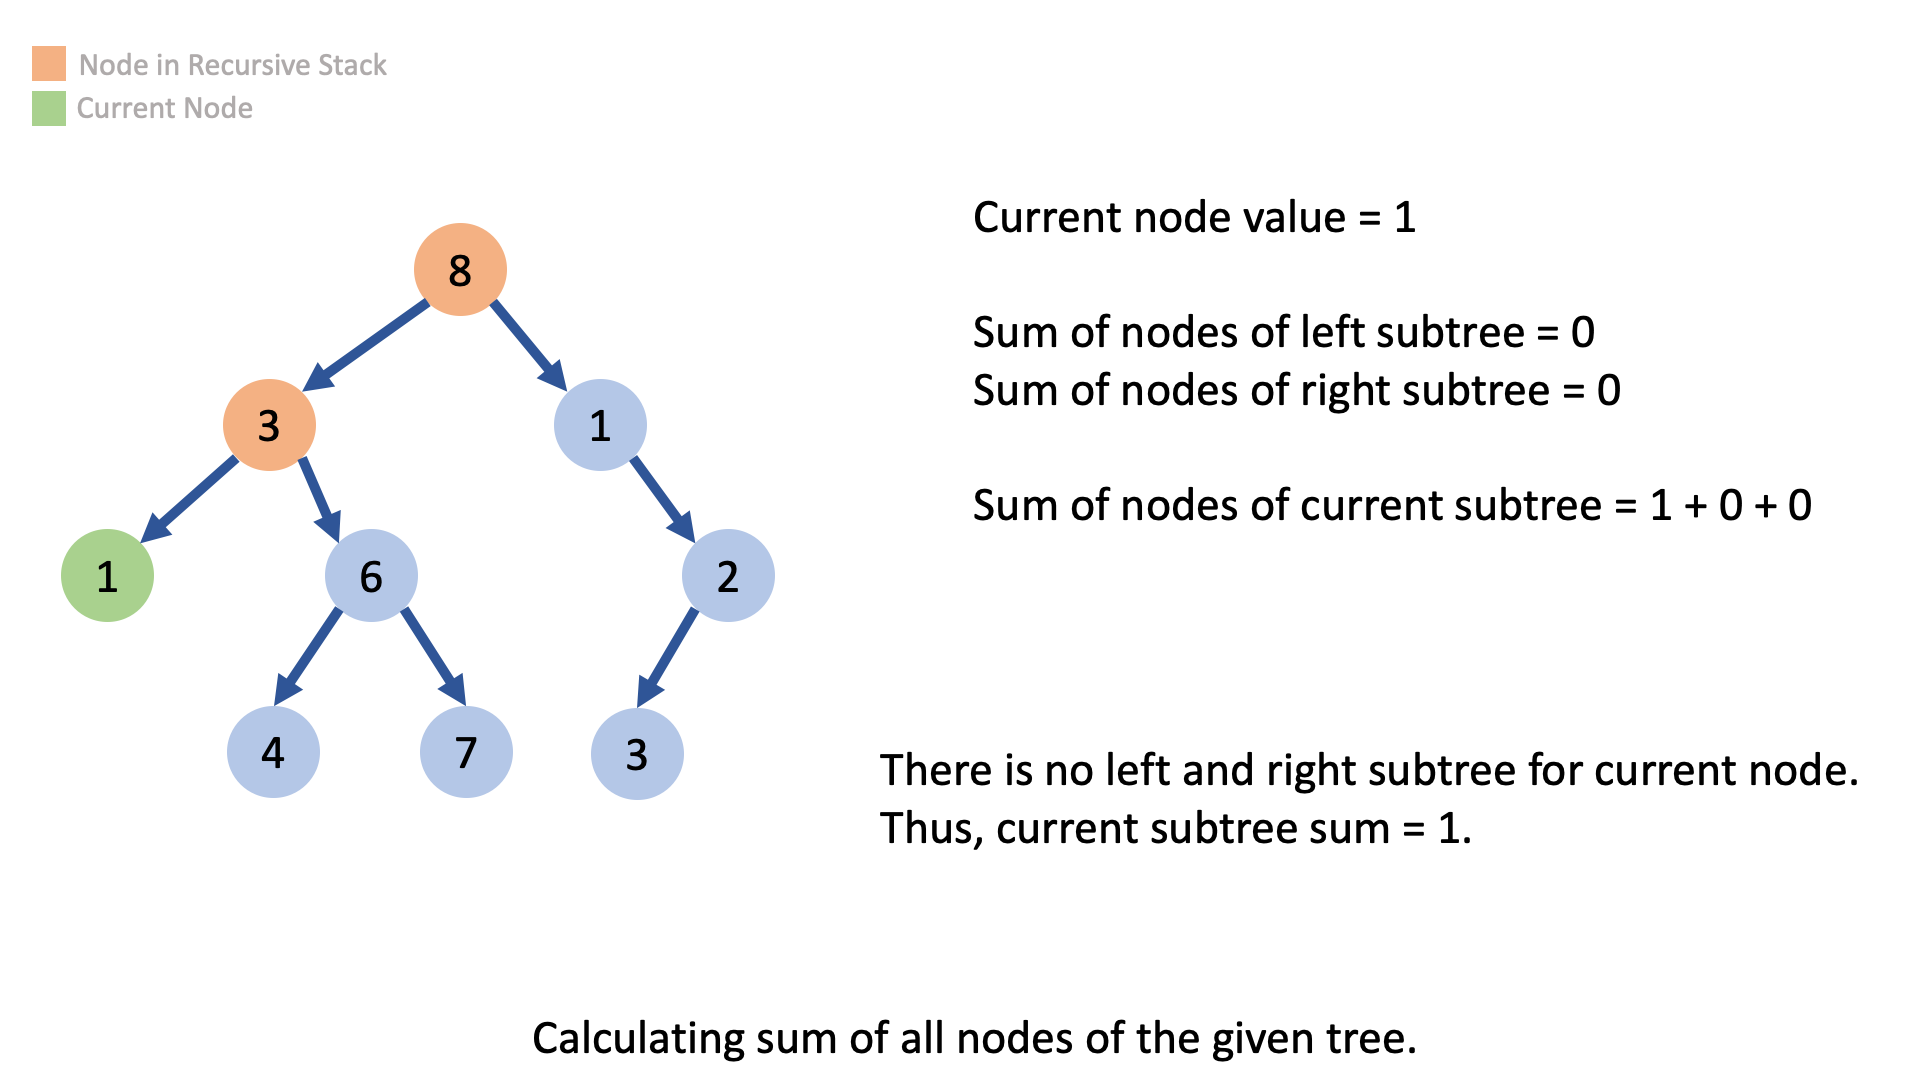 Node in Recursive Stack
Current Node
8
3
1
1
6
2
4
7
3
Current node value = 1
Sum of nodes of left subtree = 0
Sum of nodes of right subtree = 0
Sum of nodes of current subtree = 1 + 0 + 0
There is no left and right subtree for current node.
Thus, current subtree sum = 1.
Calculating sum of all nodes of the given tree.